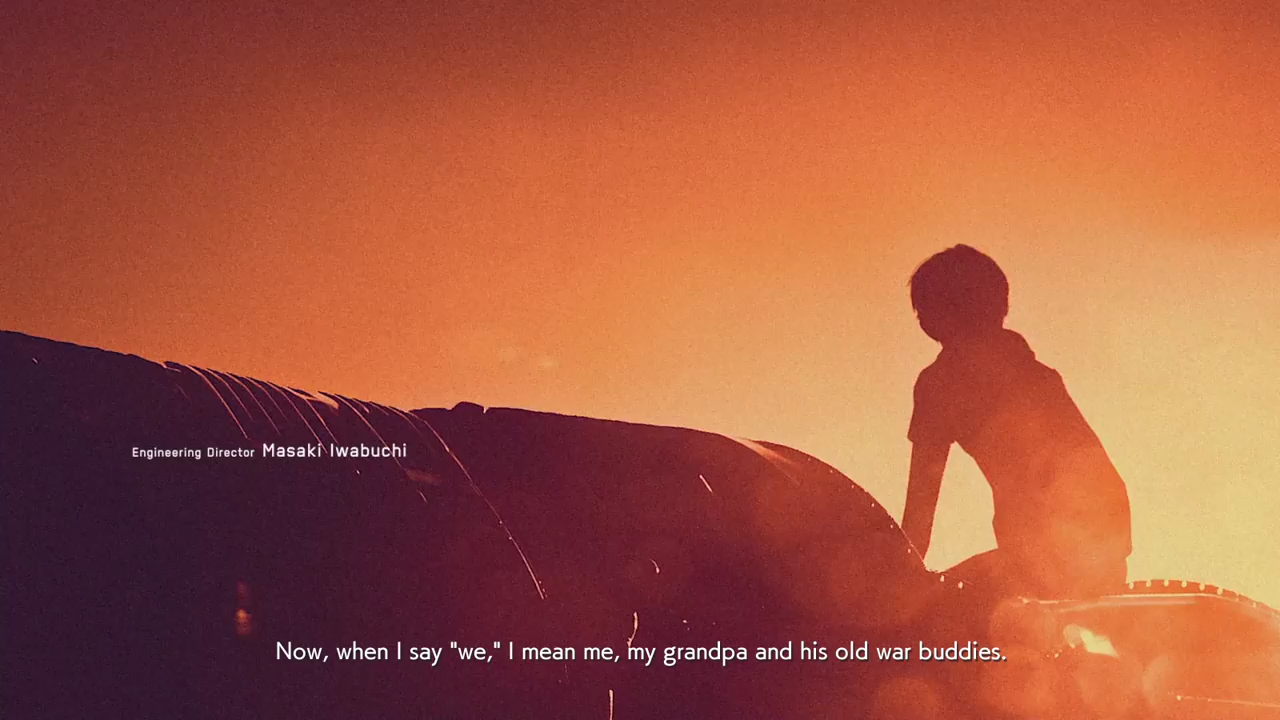 Engineering Director Masaki Iwabuchi
Now, when I say "we," I mean me, my grandpa and his old war buddies.